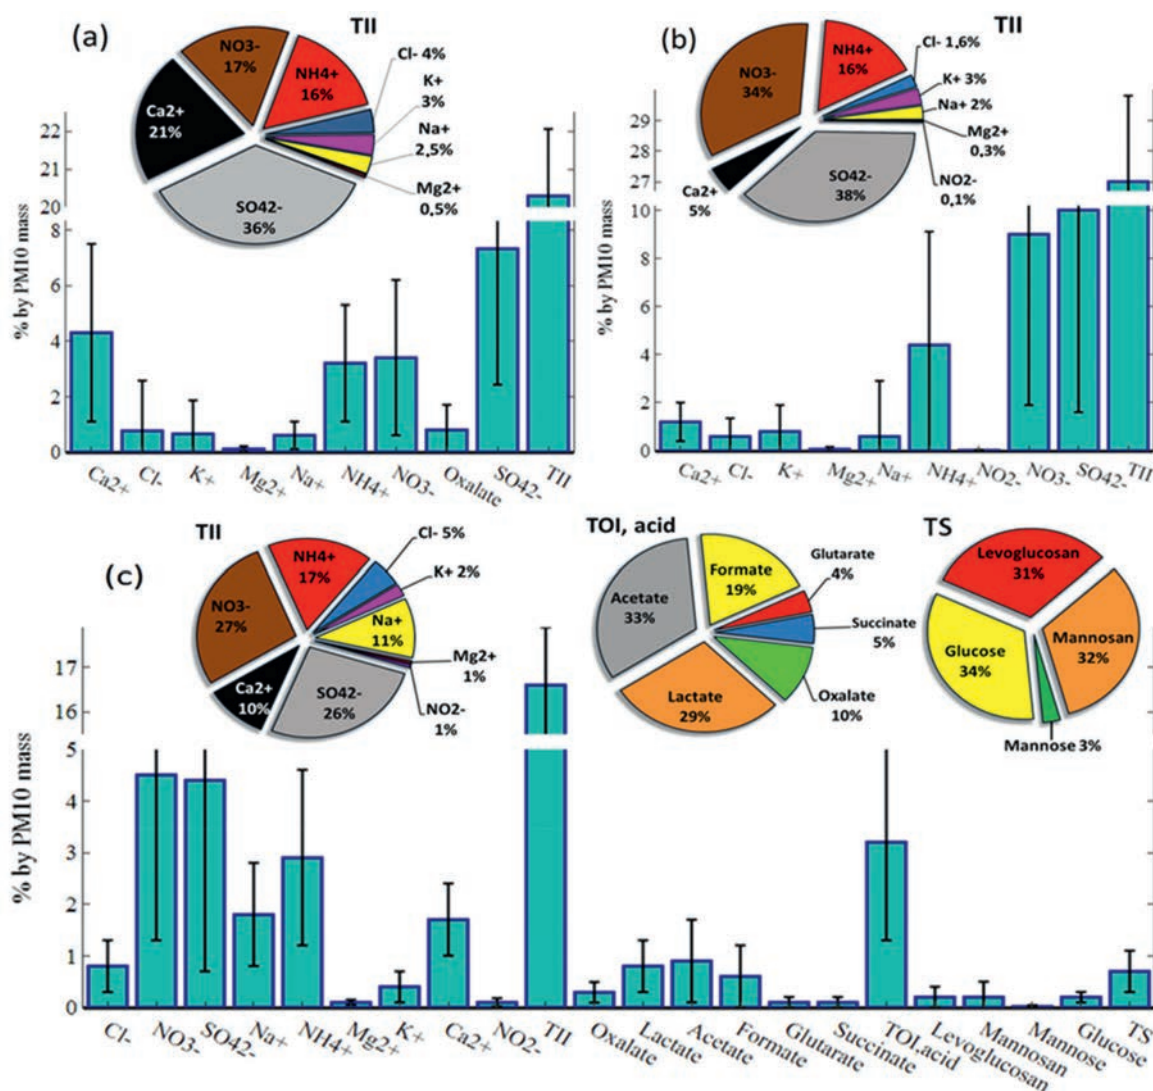 (a)
TII
NO3-
17%
NH4+
16%
Cl- 4%
K+
3%
Na+
2,5%
Mg2+
0,5%
Ca2+
21%
SO42-
36%
% by PM10 mass
22
21
20
8
6
4
2
0
Ca2+
Cl-
K+
Mg2+
Na+
NH4+
NO3-
Oxalate
SO42-
TII
(b)
TII
NO3-
34%
NH4+
16%
Cl- 1,6%
K+ 3%
Na+ 2%
Mg2+
0,3%
NO2-
0,1%
Ca2+
5%
SO42-
38%
% by PM10 mass
29
28
27
10
8
6
4
2
0
Ca2+
Cl-
K+
Mg2+
Na+
NH4+
NO2-
NO3-
SO42-
TII
(c)
TII
NO3-
27%
NH4+
17%
Cl- 5%
K+ 2%
Na+
11%
Mg2+
1%
NO2-
1%
Ca2+
10%
SO42-
26%
TOI, acid
Acetate
33%
Formate
19%
Glutarate
4%
Succinate
5%
Oxalate
10%
Lactate
29%
TS
Levoglucosan
31%
Glucose
34%
Mannosan
32%
Mannose 3%
% by PM10 mass
17
16
5
4
3
2
1
0
Cl-
NO3-
SO42-
Na+
NH4+
Mg2+
K+
Ca2+
NO2-
TII
Oxalate
Lactate
Acetate
Formate
Glutarate
Succinate
TOI,acid
Levoglucosan
Mannosan
Mannose
Glucose
TS